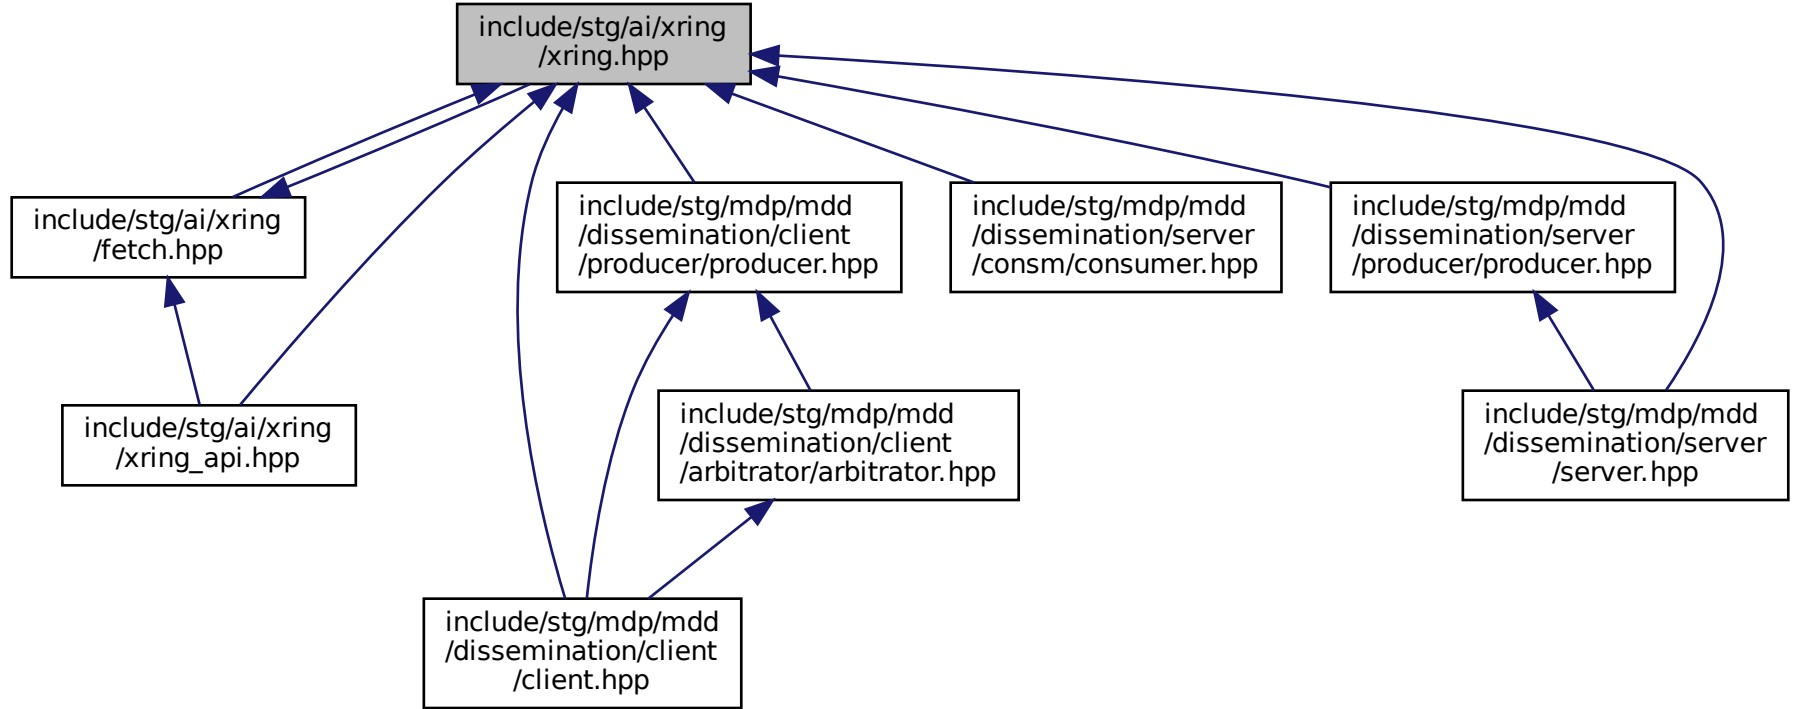 include/stg/ai/xring
/xring.hpp
include/stg/ai/xring
/fetch.hpp
include/stg/mdp/mdd
/dissemination/client
/producer/producer.hpp
include/stg/mdp/mdd
/dissemination/server
/consm/consumer.hpp
include/stg/mdp/mdd
/dissemination/server
/producer/producer.hpp
include/stg/ai/xring
/xring_api.hpp
include/stg/mdp/mdd
/dissemination/client
/arbitrator/arbitrator.hpp
include/stg/mdp/mdd
/dissemination/server
/server.hpp
include/stg/mdp/mdd
/dissemination/client
/client.hpp